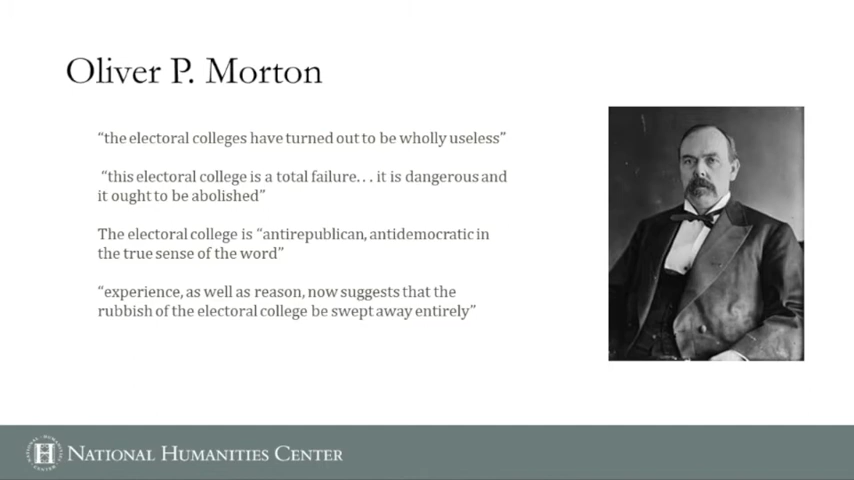 Oliver P. Morton
“the electoral colleges have turned out to be wholly useless”
“this electoral college is a total failure. . . it is dangerous and
it ought to be abolished”
The electoral college is “antirepublican, antidemocratic in
the true sense of the word”
“experience, as well as reason, now suggests that the
rubbish of the electoral college be swept away entirely”
H
NATIONAL HUMANITIES CENTER